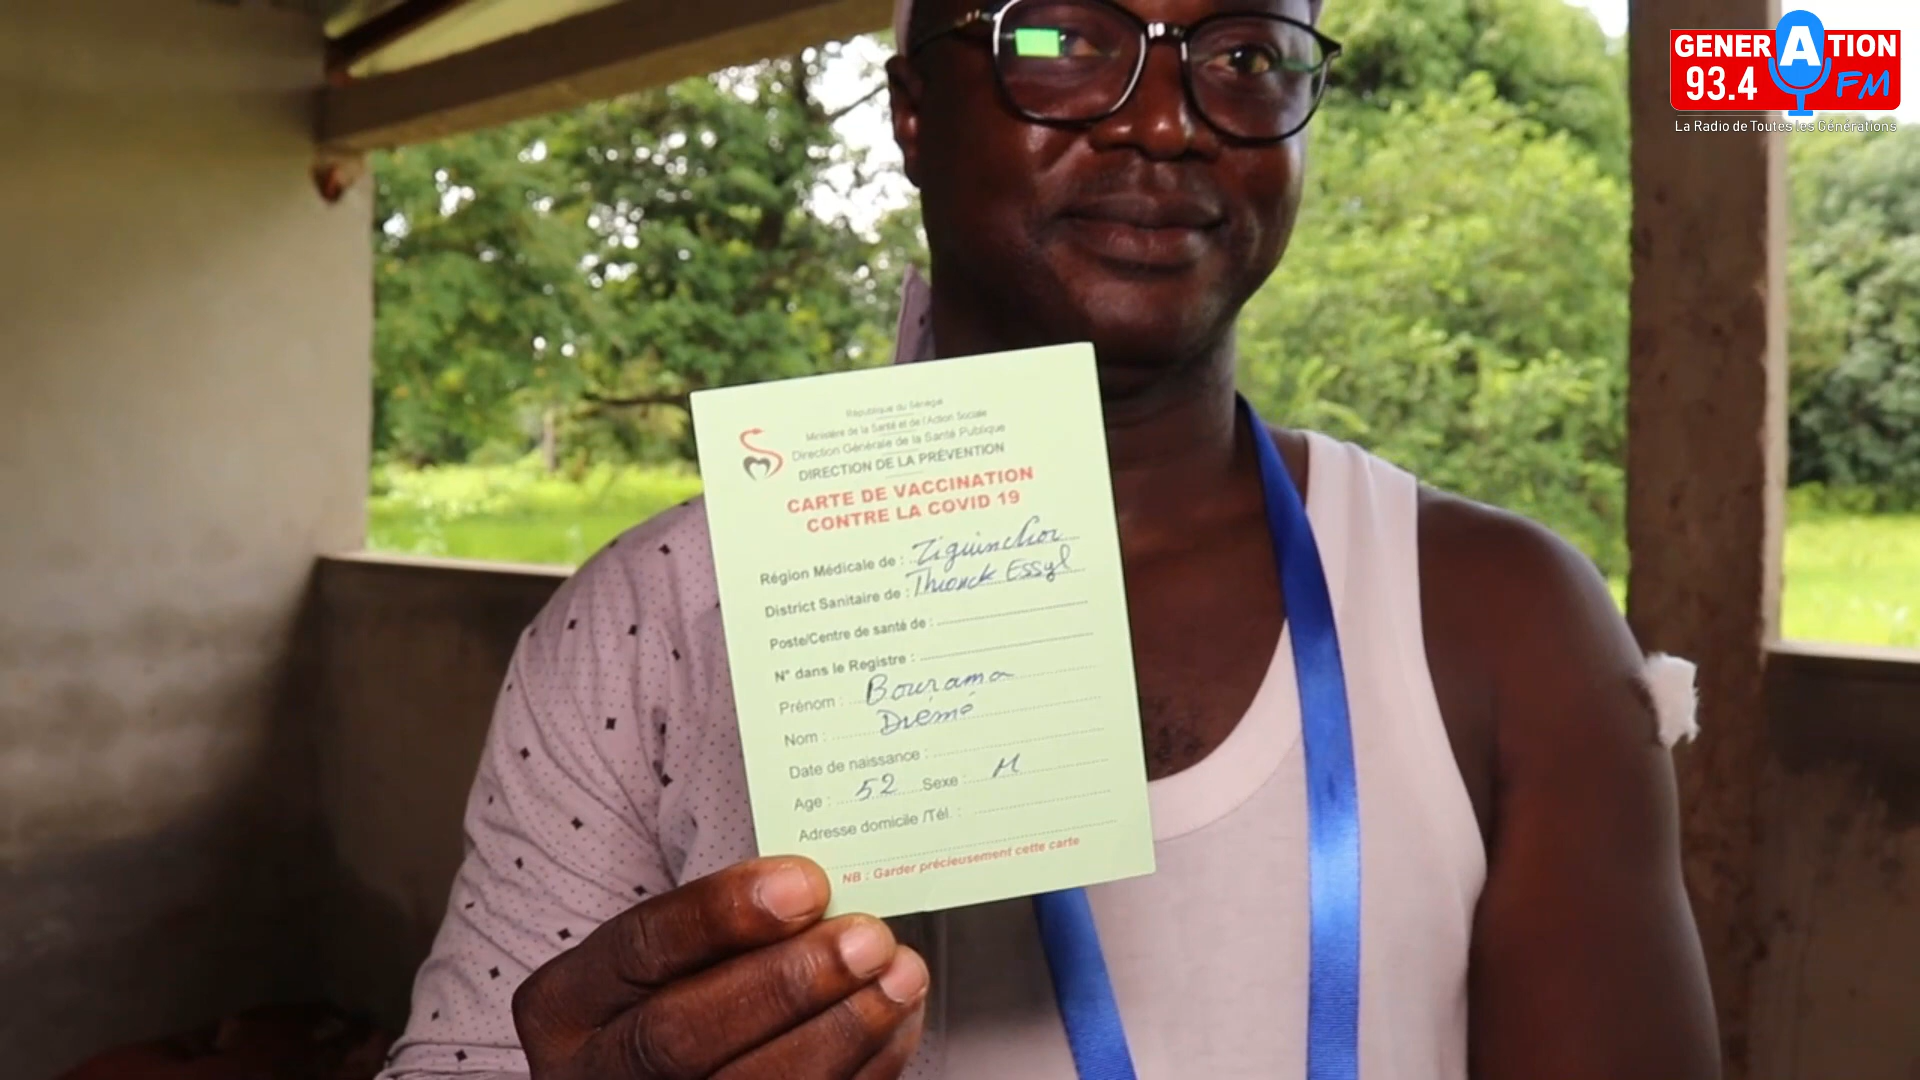 GENERATION
93.4 FM
La Radio de Toutes les Générations
République du Sénégal
Ministère de la Santé et de l'Action Sociale
Direction Générale de la Santé Publique
DIRECTION DE LA PRÉVENTION
CARTE DE VACCINATION
CONTRE LA COVID 19
Région Médicale de : Ziguinchor
District Sanitaire de : Thionck Essyl
Poste/Centre de santé de :
N° dans le Registre :
Prénom : Bourama
Nom : Diémé
Date de naissance :
Age : 52 Sexe : M
Adresse domicile /Tél. :
NB : Garder précieusement cette carte